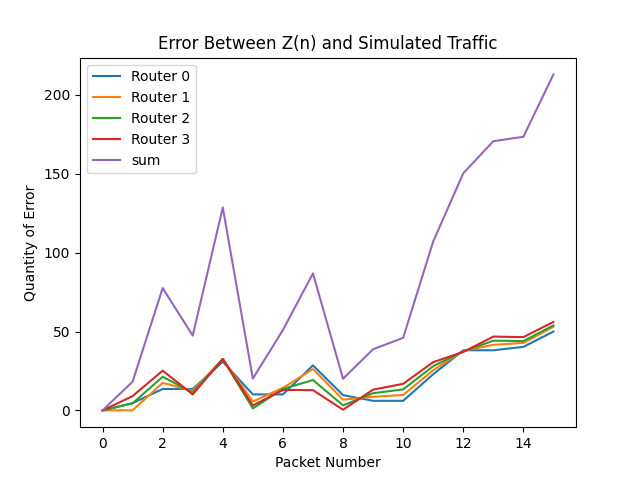 Error Between Z(n) and Simulated Traffic
Router 0
Router 1
Router 2
Router 3
sum
Quantity of Error
200
150
100
50
0
0 2 4 6 8 10 12 14
Packet Number